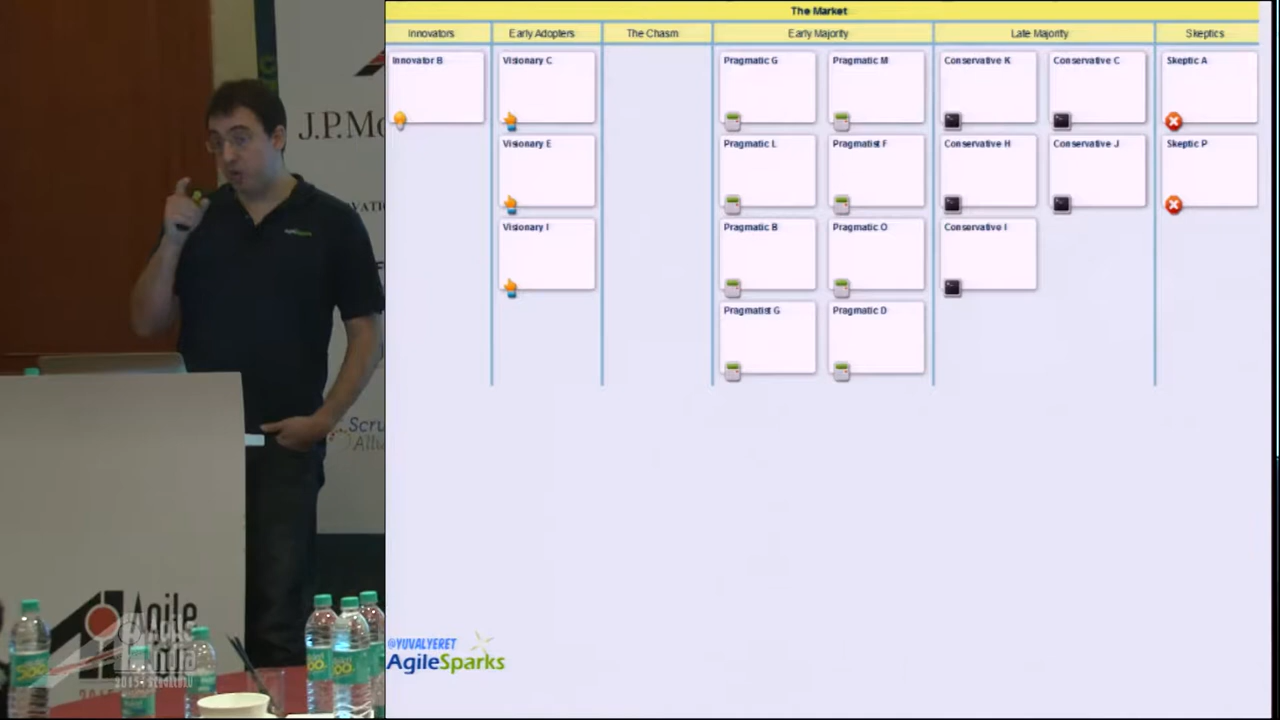 The Market
Innovators
Early Adopters
The Chasm
Early Majority
Late Majority
Skeptics
Innovator B
Visionary C
Pragmatic G
Pragmatic M
Conservative K
Conservative C
Skeptic A
Visionary E
Pragmatic L
Pragmatist F
Conservative H
Conservative J
Skeptic P
Visionary I
Pragmatic B
Pragmatic O
Conservative I
Pragmatist G
Pragmatic D
@YUVALYERET
AgileSparks
J.P.Mo
Scru
Agile
India